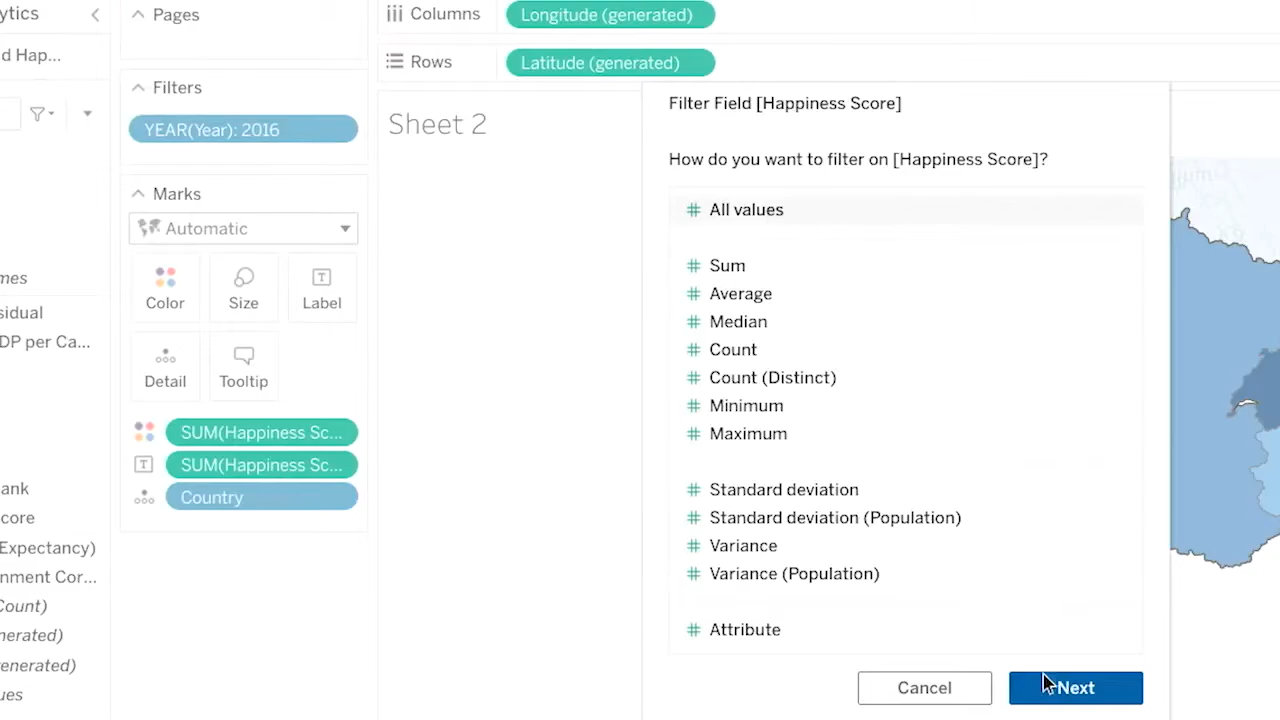 ytics
d Hap...
mes
sidual
DP per Ca...
ank
core
Expectancy)
nment Cor...
Count)
nerated)
enerated)
ues
Pages
Filters
YEAR(Year): 2016
Marks
Automatic
Color
Size
Label
Detail
Tooltip
SUM(Happiness Sc...
SUM(Happiness Sc...
Country
Columns
Longitude (generated)
Rows
Latitude (generated)
Sheet 2
Filter Field [Happiness Score]
How do you want to filter on [Happiness Score]?
All values
Sum
Average
Median
Count
Count (Distinct)
Minimum
Maximum
Standard deviation
Standard deviation (Population)
Variance
Variance (Population)
Attribute
Cancel
Next